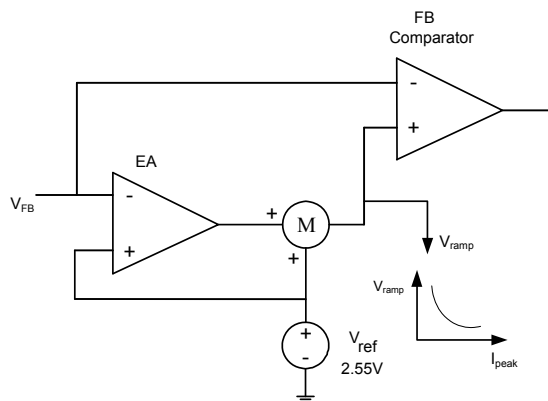 FB
Comparator
-
+
EA
V_FB
-
+
+
M
+
V_ramp
V_ramp
I_peak
+
-
V_ref
2.55V